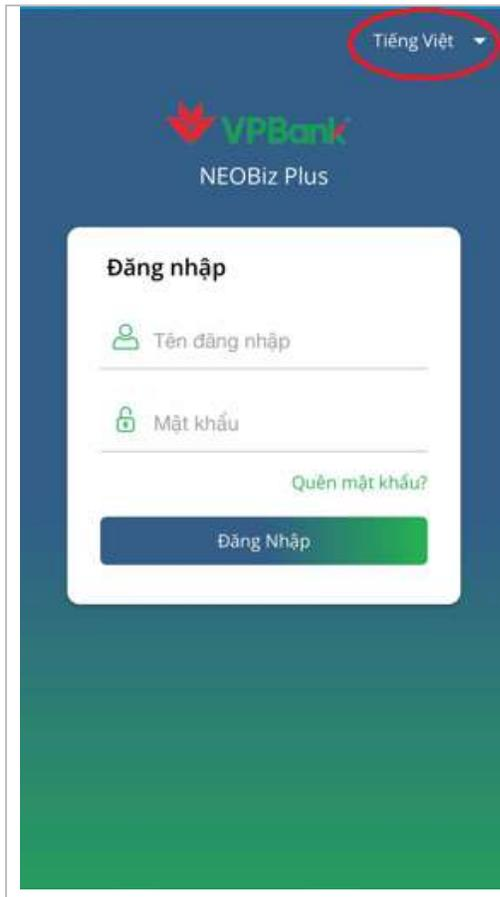 Tiếng Việt
VPBank
NEOBiz Plus
Đăng nhập
Tên đăng nhập
Mật khẩu
Quên mật khẩu?
Đăng Nhập